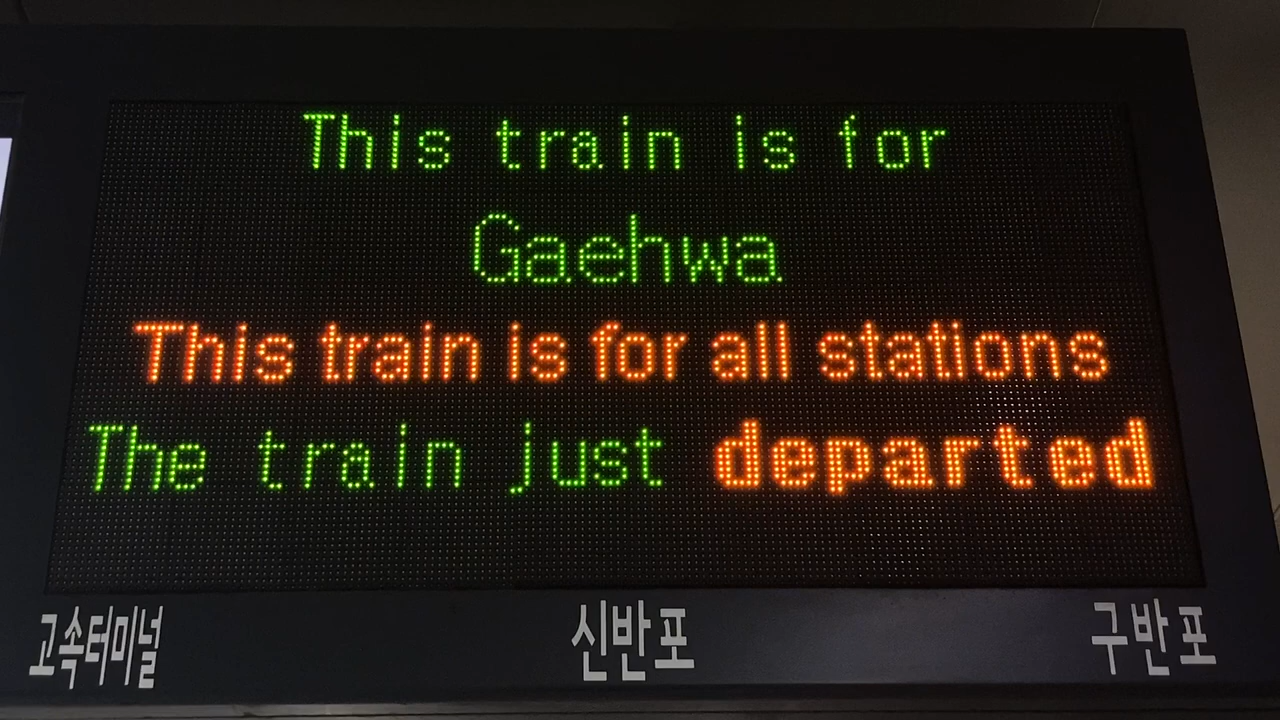 This train is for
Gaehwa
This train is for all stations
The train just departed
고속터미널 신반포 구반포